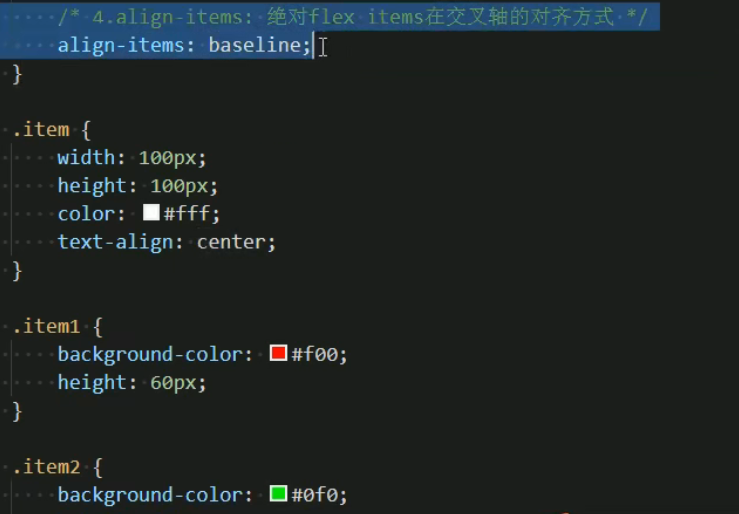 /* 4.align-items: 绝对flex items在交叉轴的对齐方式 */
align-items: baseline;
}
.item {
width: 100px;
height: 100px;
color: #fff;
text-align: center;
}
.item1 {
background-color: #f00;
height: 60px;
}
.item2 {
background-color: #0f0;